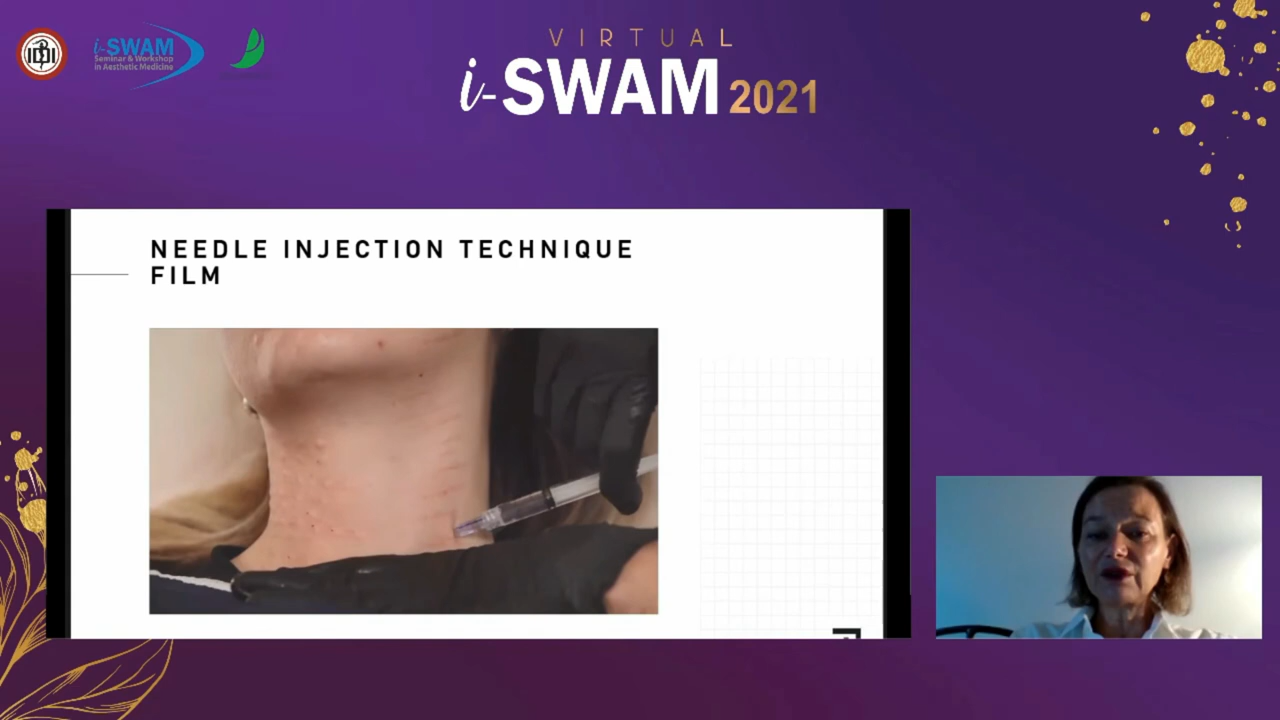 i-SWAM
Seminar & Workshop
in Aesthetic Medicine
VIRTUAL
i-SWAM 2021
NEEDLE INJECTION TECHNIQUE
FILM